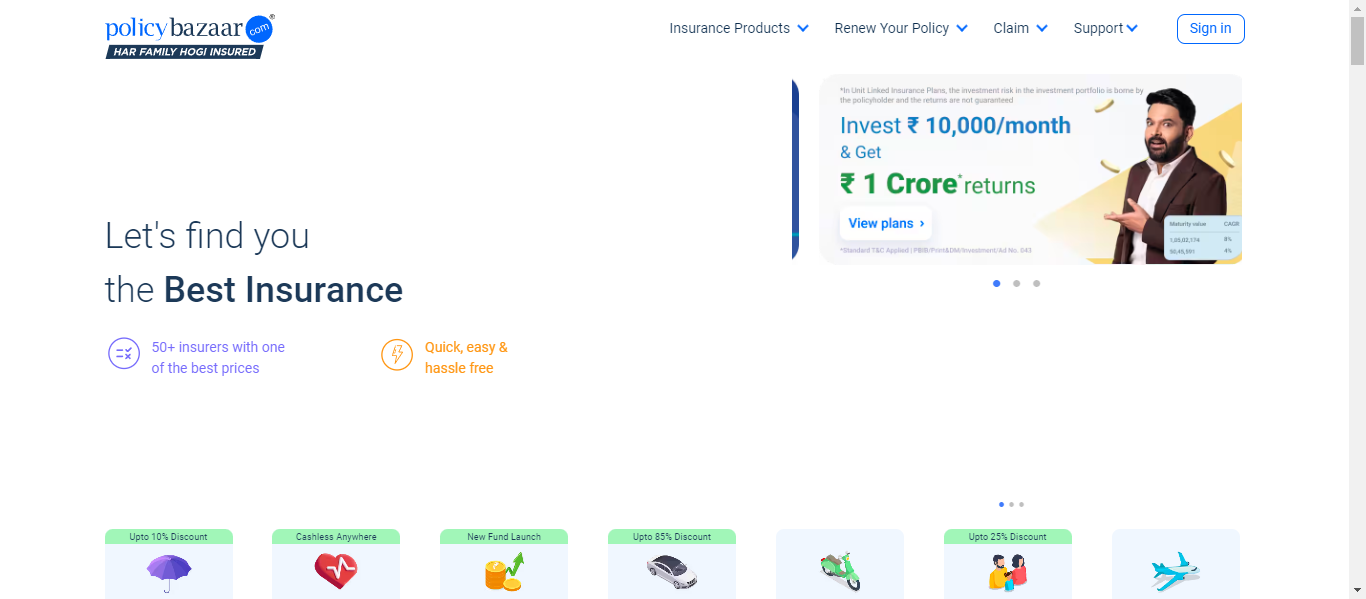 policybazaar.com®
HAR FAMILY HOGI INSURED
Insurance Products
Renew Your Policy
Claim
Support
Sign in
*In Unit Linked Insurance Plans, the investment risk in the investment portfolio is borne by
the policyholder and the returns are not guaranteed
Invest ₹ 10,000/month
& Get
₹ 1 Crore* returns
View plans ›
Maturity value CAGR
1,05,02,174 8%
50,45,591 4%
*Standard T&C Applied | PBIB/Print&DM/Investment/Ad No. 043
Let's find you
the Best Insurance
50+ insurers with one
of the best prices
Quick, easy &
hassle free
Upto 10% Discount
Cashless Anywhere
New Fund Launch
Upto 85% Discount
Upto 25% Discount